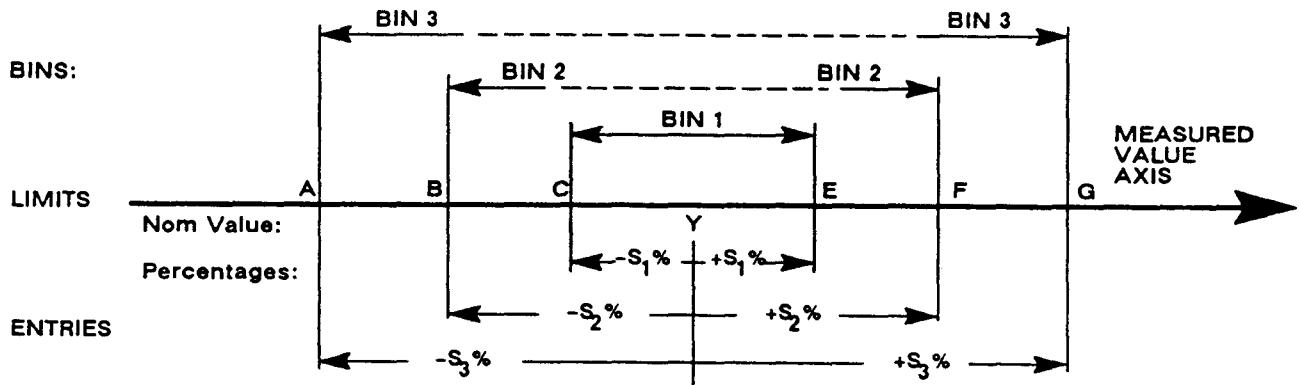 BIN 3 BIN 3
BINS:
BIN 2 BIN 2
BIN 1
MEASURED
VALUE
AXIS
LIMITS A B C E F G
Nom Value: Y
Percentages: -S1% +S1%
-S2% +S2%
ENTRIES
-S3% +S3%